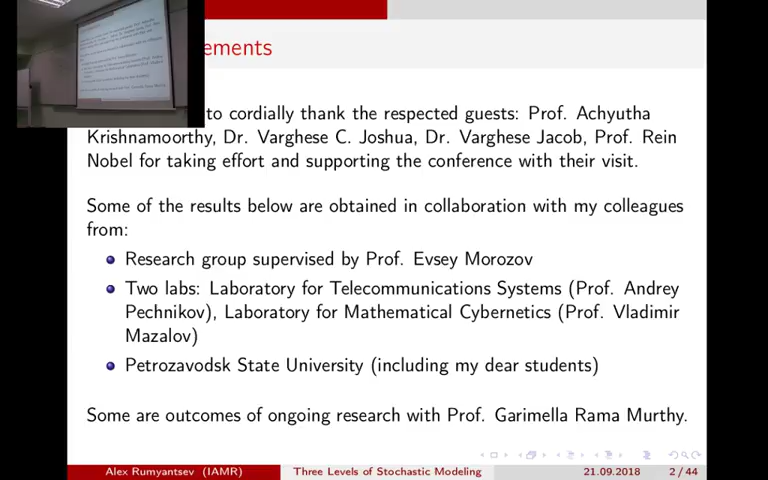 ements
to cordially thank the respected guests: Prof. Achyutha
Krishnamoorthy, Dr. Varghese C. Joshua, Dr. Varghese Jacob, Prof. Rein
Nobel for taking effort and supporting the conference with their visit.
Some of the results below are obtained in collaboration with my colleagues
from:
Research group supervised by Prof. Evsey Morozov
Two labs: Laboratory for Telecommunications Systems (Prof. Andrey
Pechnikov), Laboratory for Mathematical Cybernetics (Prof. Vladimir
Mazalov)
Petrozavodsk State University (including my dear students)
Some are outcomes of ongoing research with Prof. Garimella Rama Murthy.
Alex Rumyantsev (IAMR) Three Levels of Stochastic Modeling 21.09.2018 2 / 44